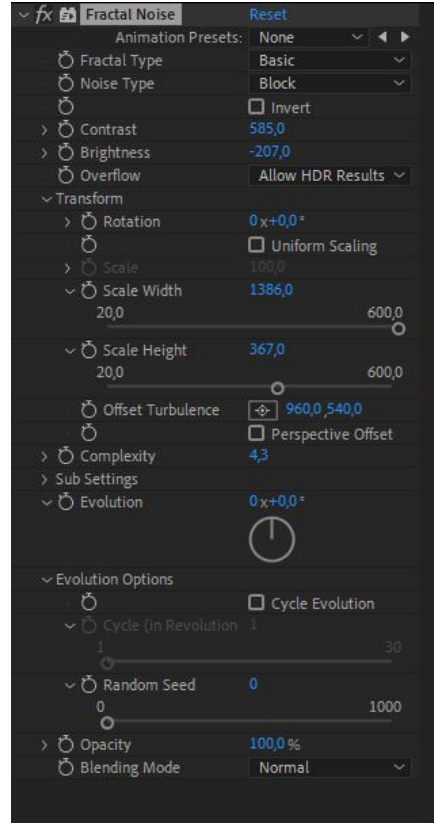 fx Fractal Noise Reset
Animation Presets: None
Fractal Type Basic
Noise Type Block
Invert
Contrast 585,0
Brightness -207,0
Overflow Allow HDR Results
Transform
Rotation 0x+0,0°
Uniform Scaling
Scale 100,0
Scale Width 1386,0
20,0 600,0
Scale Height 367,0
20,0 600,0
Offset Turbulence 960,0,540,0
Perspective Offset
Complexity 4,3
Sub Settings
Evolution 0x+0,0°
Evolution Options
Cycle Evolution
Cycle (in Revolution 1
1 30
Random Seed 0
0 1000
Opacity 100,0%
Blending Mode Normal